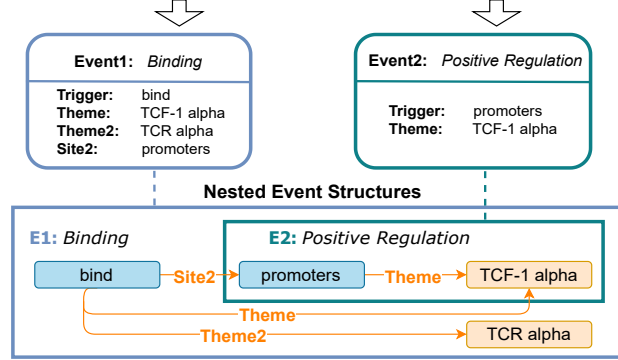 Event1: Binding
Trigger: bind
Theme: TCF-1 alpha
Theme2: TCR alpha
Site2: promoters
Event2: Positive Regulation
Trigger: promoters
Theme: TCF-1 alpha
Nested Event Structures
E1: Binding
E2: Positive Regulation
bind
Site2
promoters
Theme
TCF-1 alpha
Theme
Theme2
TCR alpha